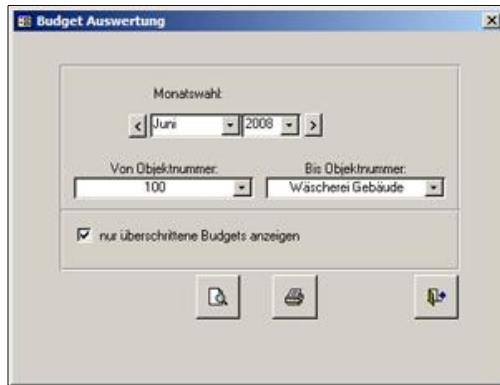 Budget Auswertung
Monatswahl:
< Juni 2008 >
Von Objektnummer: Bis Objektnummer:
100 Wäscherei Gebäude
nur überschrittene Budgets anzeigen